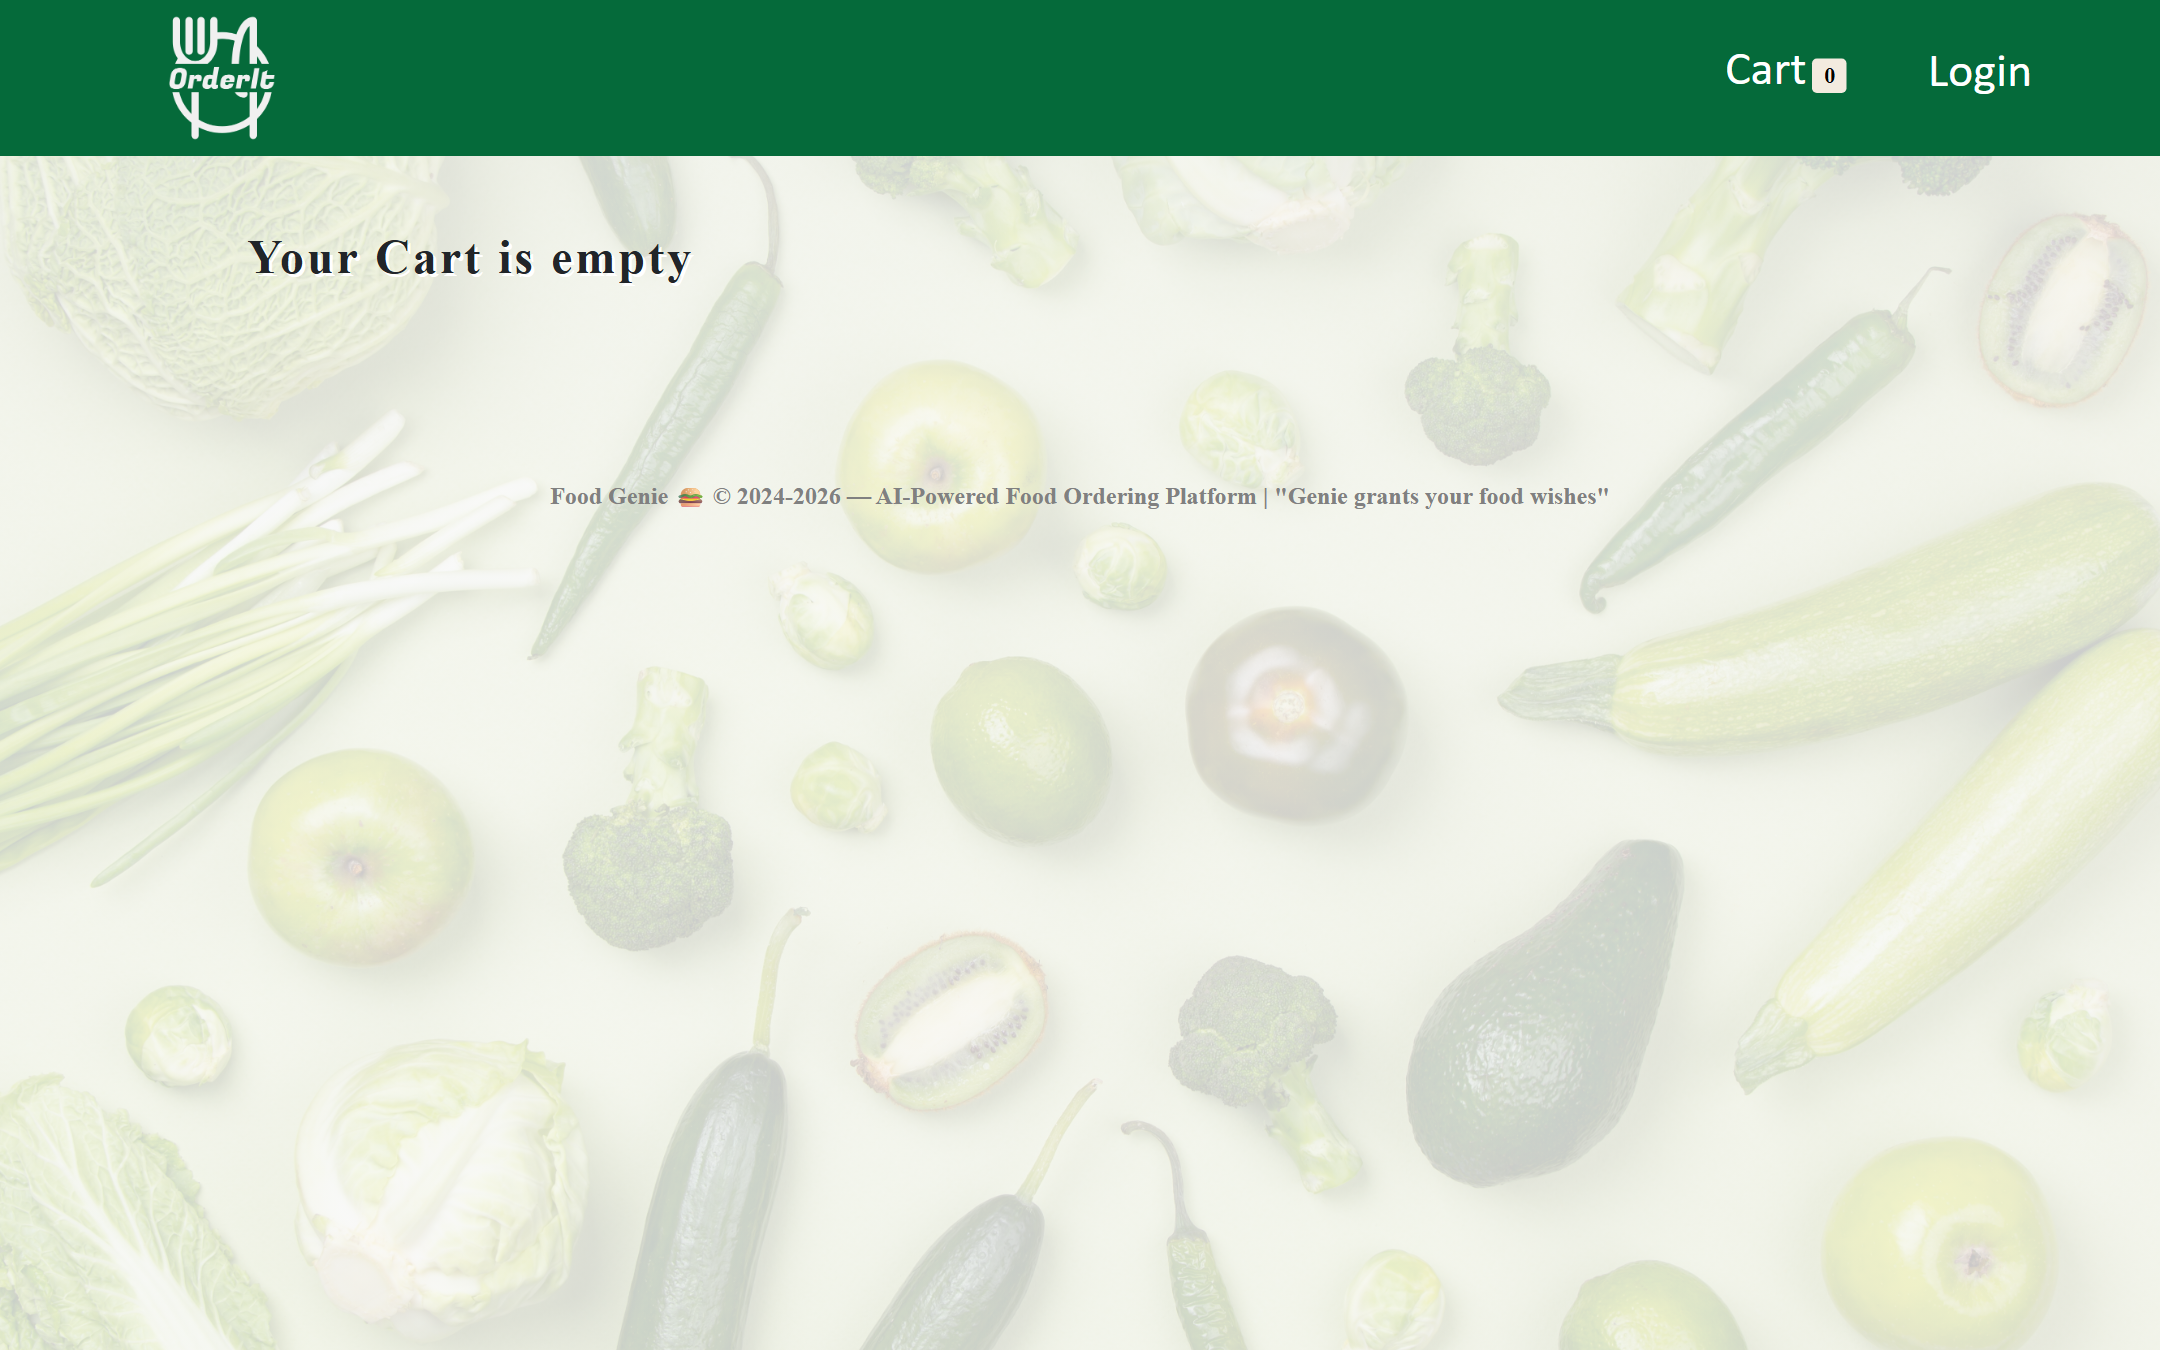 OrderIt
Cart 0
Login
Your Cart is empty
Food Genie 🍔 © 2024-2026 — AI-Powered Food Ordering Platform | "Genie grants your food wishes"